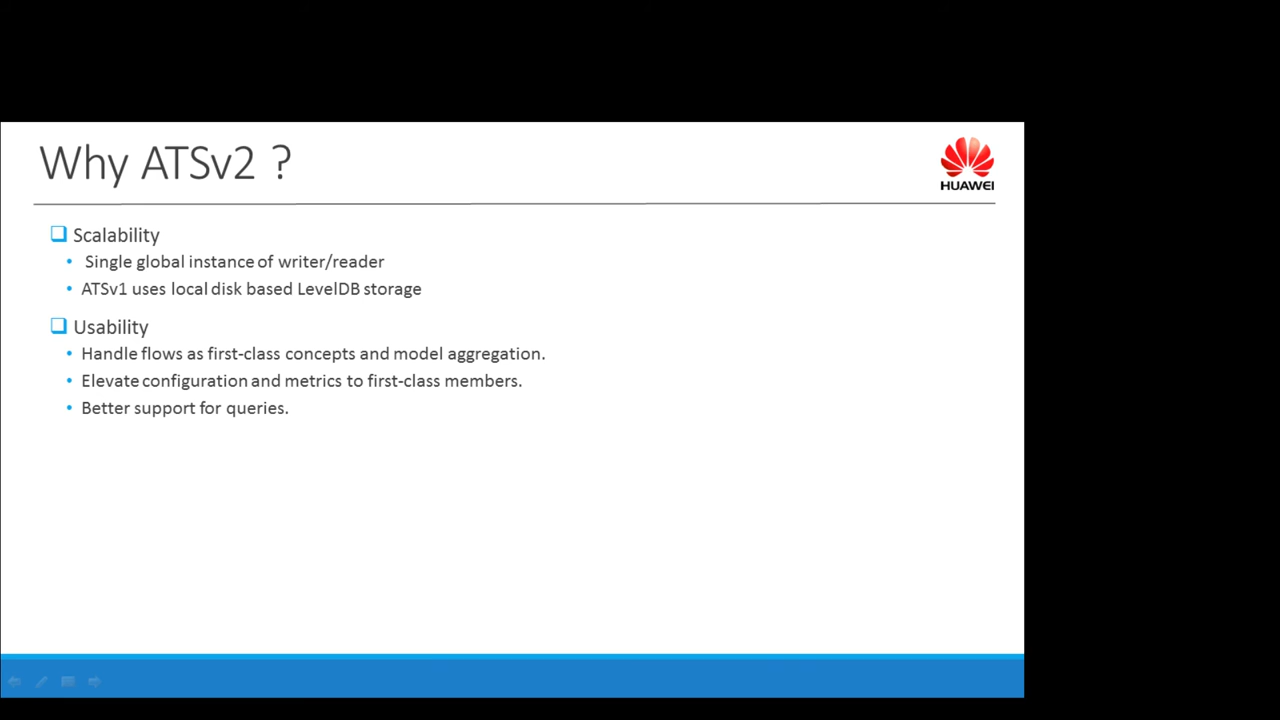 Why ATSv2 ?
HUAWEI
Scalability
Single global instance of writer/reader
ATSv1 uses local disk based LevelDB storage
Usability
Handle flows as first-class concepts and model aggregation.
Elevate configuration and metrics to first-class members.
Better support for queries.